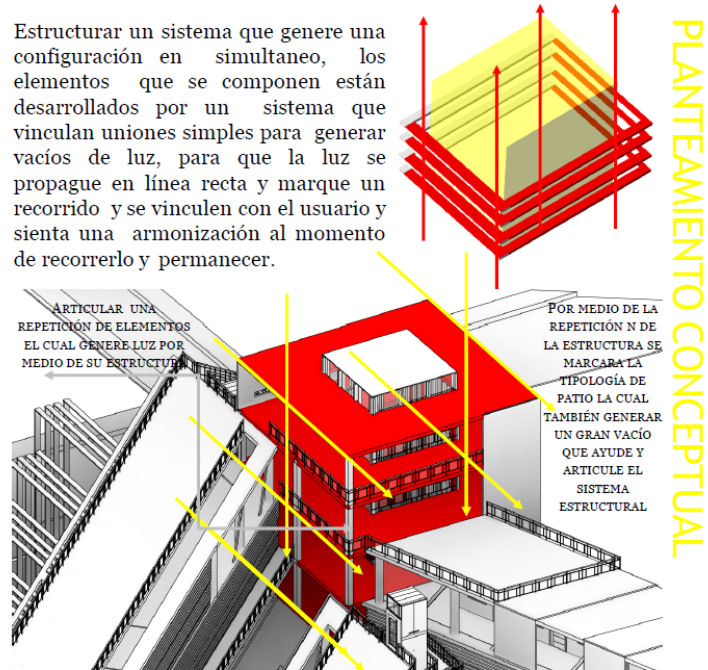 Estructurar un sistema que genere una
configuración en simultaneo, los
elementos que se componen están
desarrollados por un sistema que
vinculan uniones simples para generar
vacíos de luz, para que la luz se
propague en línea recta y marque un
recorrido y se vinculen con el usuario y
sienta una armonización al momento
de recorrerlo y permanecer.
PLANTEAMIENTO CONCEPTUAL
ARTICULAR UNA
REPETICIÓN DE ELEMENTOS
EL CUAL GENERE LUZ POR
MEDIO DE SU ESTRUCTURA
POR MEDIO DE LA
REPETICIÓN N DE
LA ESTRUCTURA SE
MARCARA LA
TIPOLOGÍA DE
PATIO LA CUAL
TAMBIÉN GENERAR
UN GRAN VACÍO
QUE AYUDE Y
ARTICULE EL
SISTEMA
ESTRUCTURAL